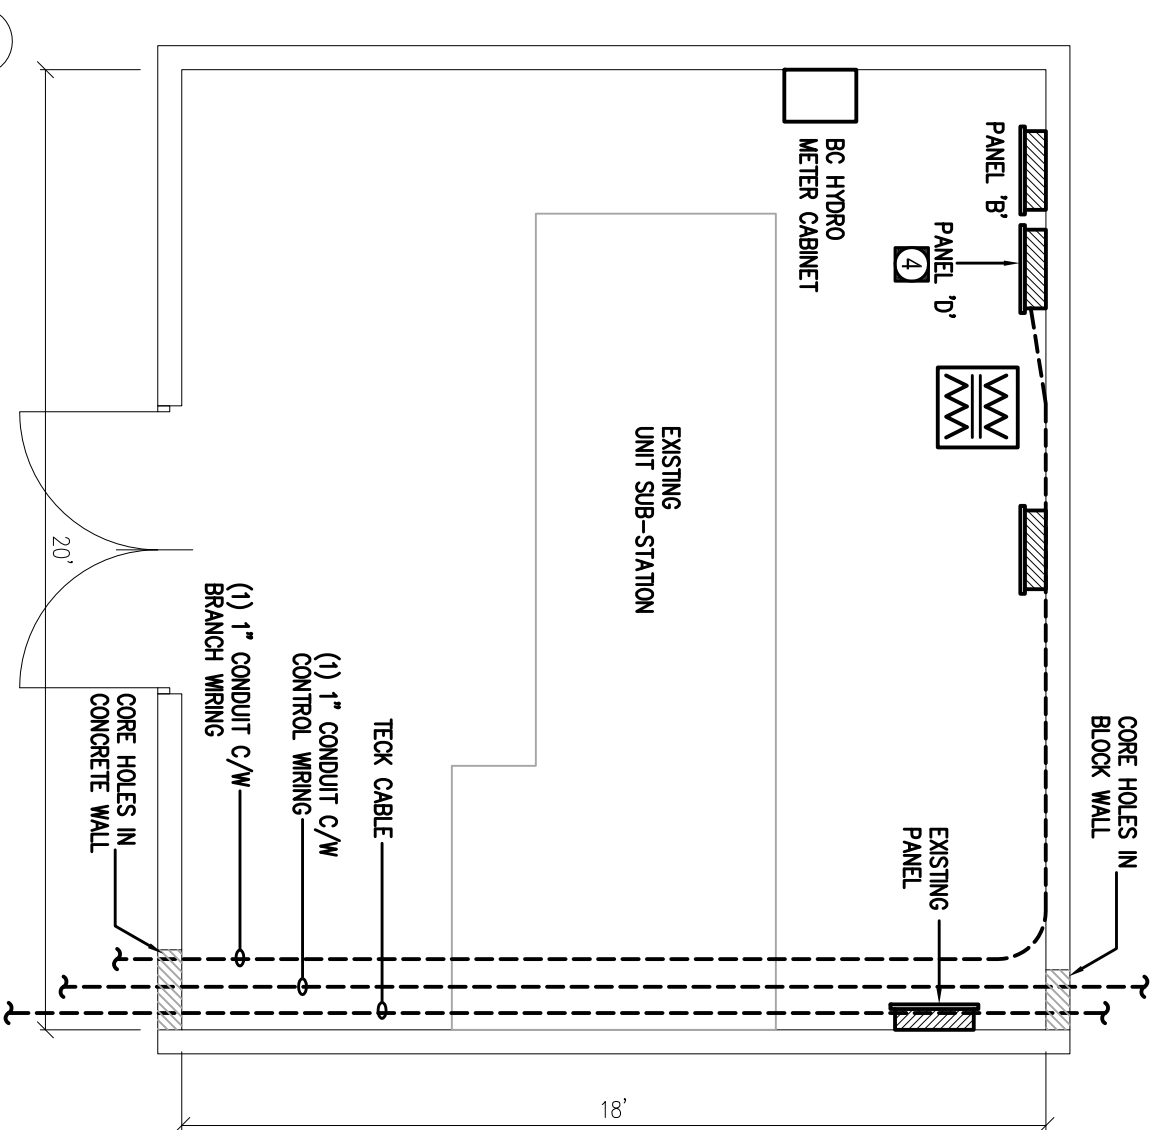 CORE HOLES IN
BLOCK WALL
PANEL 'B'
PANEL 'D'
4
EXISTING
PANEL
BC HYDRO
METER CABINET
EXISTING
UNIT SUB-STATION
TECK CABLE
(1) 1" CONDUIT C/W
CONTROL WIRING
(1) 1" CONDUIT C/W
BRANCH WIRING
CORE HOLES IN
CONCRETE WALL
20'
18'